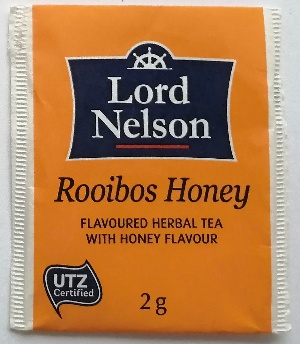 Lord
Nelson
Rooibos Honey
FLAVOURED HERBAL TEA
WITH HONEY FLAVOUR
UTZ
Certified
2 g